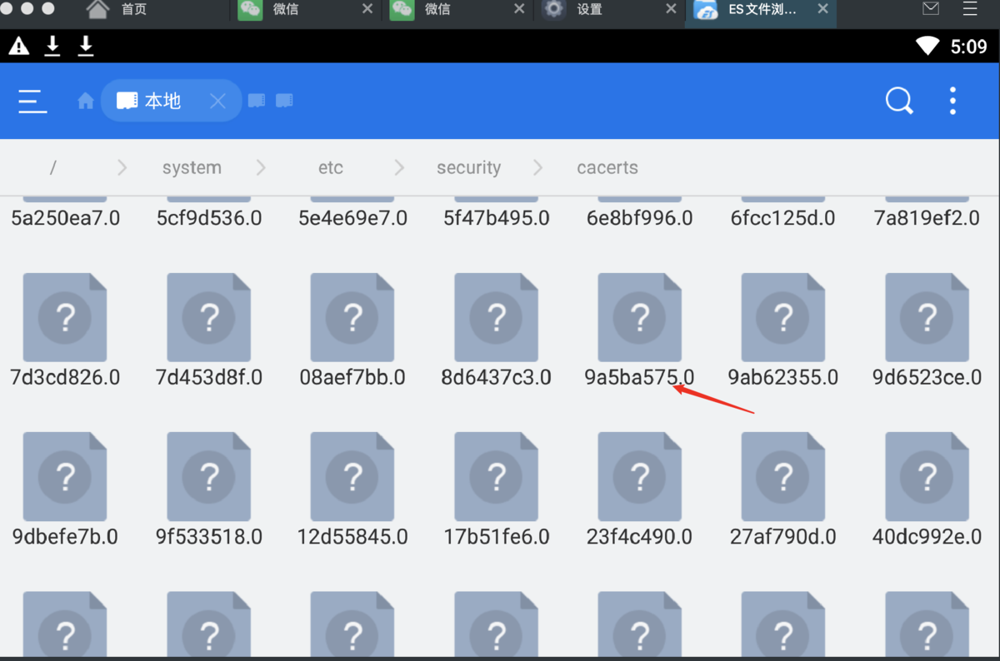 首页 微信 微信 设置 ES文件浏...
5:09
本地
/ system etc security cacerts
5a250ea7.0 5cf9d536.0 5e4e69e7.0 5f47b495.0 6e8bf996.0 6fcc125d.0 7a819ef2.0
7d3cd826.0 7d453d8f.0 08aef7bb.0 8d6437c3.0 9a5ba575.0 9ab62355.0 9d6523ce.0
9dbefe7b.0 9f533518.0 12d55845.0 17b51fe6.0 23f4c490.0 27af790d.0 40dc992e.0